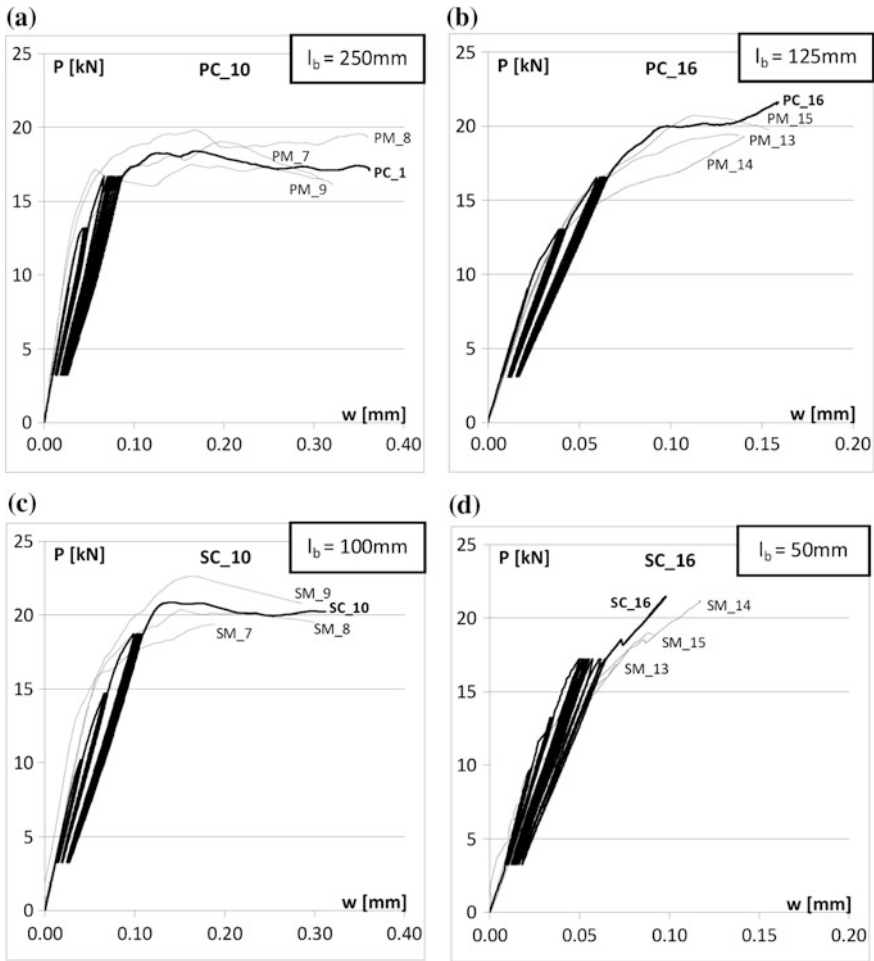 (a)
P [kN]
PC_10
l_b = 250mm
25
20
15
10
5
0
PM_8
PM_7
PC_1
PM_9
w [mm]
0.00 0.10 0.20 0.30 0.40
(b)
P [kN]
PC_16
l_b = 125mm
25
20
15
10
5
0
PC_16
PM_15
PM_13
PM_14
w [mm]
0.00 0.05 0.10 0.15 0.20
(c)
P [kN]
SC_10
l_b = 100mm
25
20
15
10
5
0
SM_9
SC_10
SM_8
SM_7
w [mm]
0.00 0.10 0.20 0.30 0.40
(d)
P [kN]
SC_16
l_b = 50mm
25
20
15
10
5
0
SC_16
SM_14
SM_15
SM_13
w [mm]
0.00 0.05 0.10 0.15 0.20